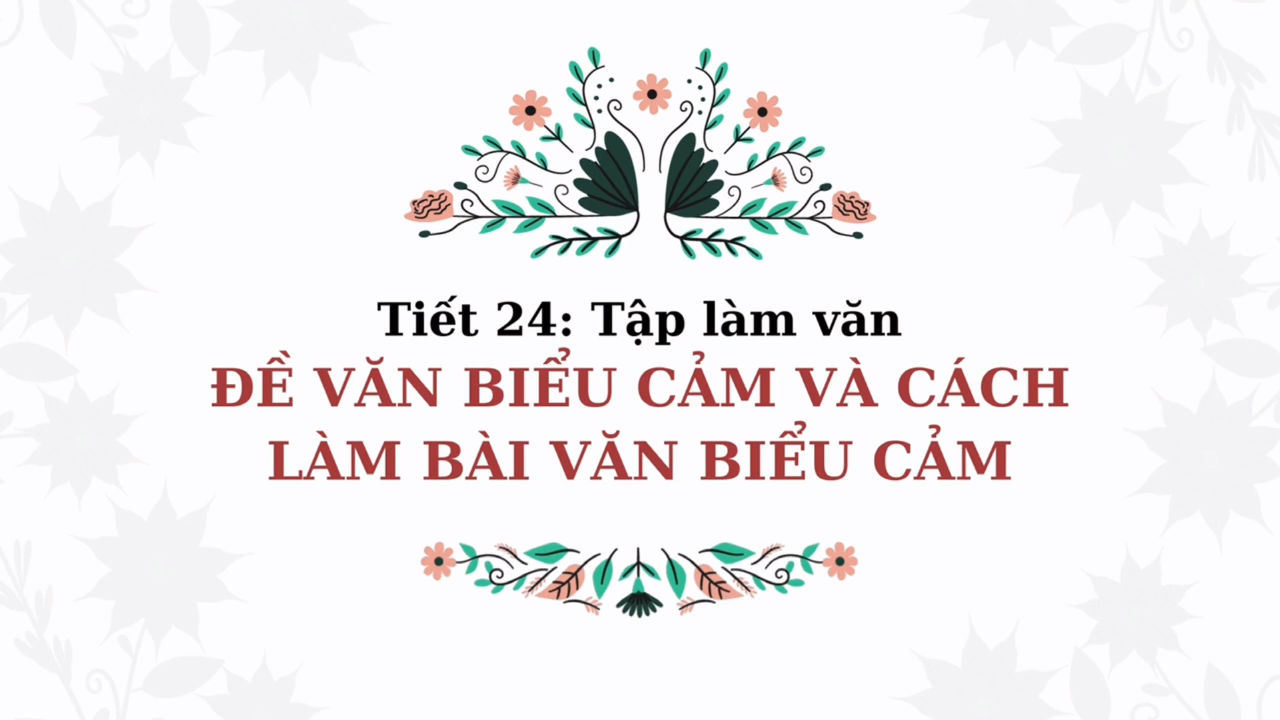 Tiết 24: Tập làm văn
ĐỀ VĂN BIỂU CẢM VÀ CÁCH
LÀM BÀI VĂN BIỂU CẢM